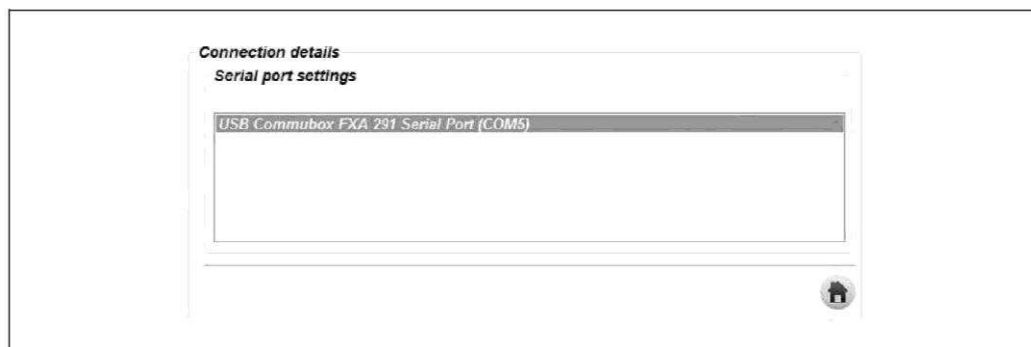 Connection details
Serial port settings
USB Commubox FXA 291 Serial Port (COM5)